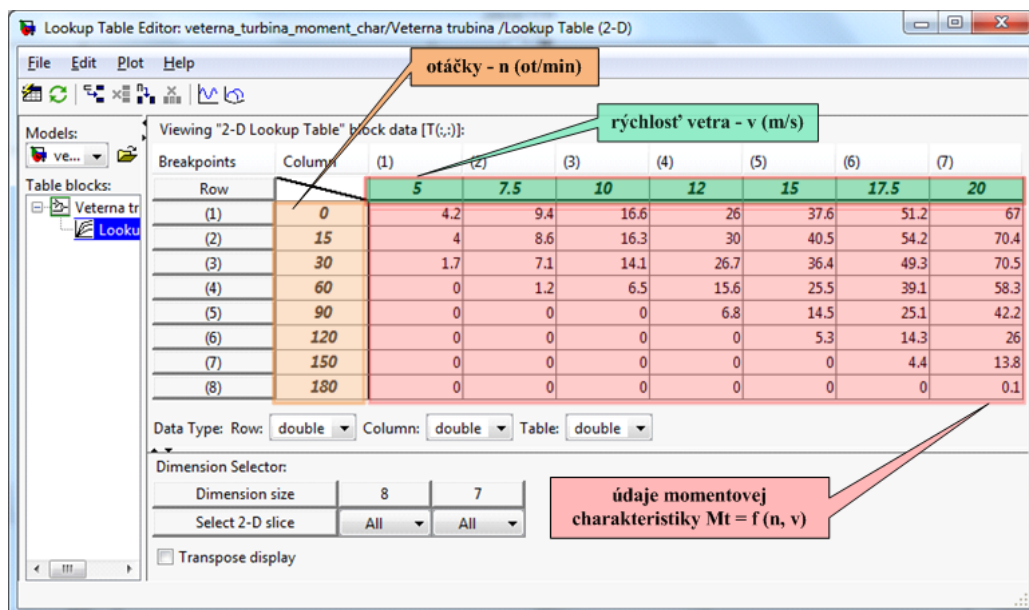 Lookup Table Editor: veterna_turbina_moment_char/Veterna trubina /Lookup Table (2-D)
File Edit Plot Help
otáčky - n (ot/min)
rýchlosť vetra - v (m/s)
Models:
ve...
Table blocks:
Veterna tr
Looku
Viewing "2-D Lookup Table" block data [T(:,:)]:
Breakpoints Column (1) (2) (3) (4) (5) (6) (7)
Row 5 7.5 10 12 15 17.5 20
(1) 0 4.2 9.4 16.6 26 37.6 51.2 67
(2) 15 4 8.6 16.3 30 40.5 54.2 70.4
(3) 30 1.7 7.1 14.1 26.7 36.4 49.3 70.5
(4) 60 0 1.2 6.5 15.6 25.5 39.1 58.3
(5) 90 0 0 0 6.8 14.5 25.1 42.2
(6) 120 0 0 0 0 5.3 14.3 26
(7) 150 0 0 0 0 0 4.4 13.8
(8) 180 0 0 0 0 0 0 0.1
Data Type: Row: double Column: double Table: double
Dimension Selector:
Dimension size 8 7
Select 2-D slice All All
Transpose display
údaje momentovej
charakteristiky Mt = f (n, v)